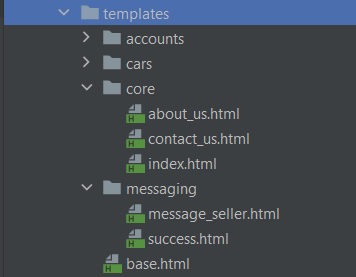 templates
accounts
cars
core
about_us.html
contact_us.html
index.html
messaging
message_seller.html
success.html
base.html